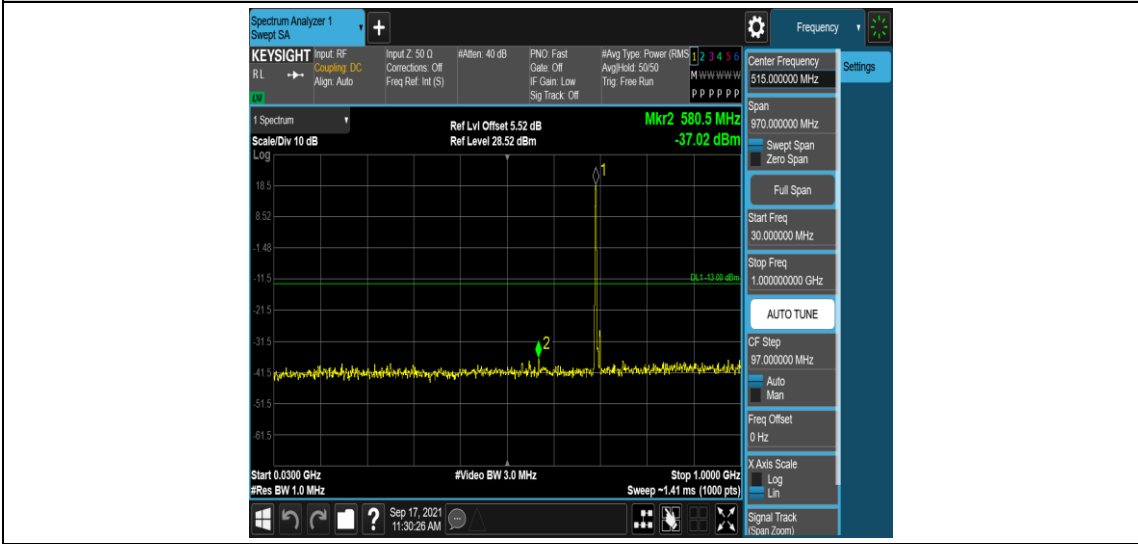 Spectrum Analyzer 1
Swept SA
+
Frequency
KEYSIGHT
RL
LM
Input: RF
Coupling: DC
Align: Auto
Input Z: 50 Ω
Corrections: Off
Freq Ref: Int (S)
#Atten: 40 dB
PNO: Fast
Gate: Off
IF Gain: Low
Sig Track: Off
#Avg Type: Power (RMS
Avg|Hold: 50/50
Trig: Free Run
1 2 3 4 5 6
M W W W W W
P P P P P P
1 Spectrum
Scale/Div 10 dB
Log
Ref Lvl Offset 5.52 dB
Ref Level 28.52 dBm
Mkr2 580.5 MHz
-37.02 dBm
1
18.5
8.52
-1.48
-11.5
DL1 -13.00 dBm
-21.5
-31.5
2
-41.5
-51.5
-61.5
Start 0.0300 GHz
#Video BW 3.0 MHz
Stop 1.0000 GHz
#Res BW 1.0 MHz
Sweep ~1.41 ms (1000 pts)
?
Sep 17, 2021
11:30:26 AM
Center Frequency
515.000000 MHz
Settings
Span
970.000000 MHz
Swept Span
Zero Span
Full Span
Start Freq
30.000000 MHz
Stop Freq
1.000000000 GHz
AUTO TUNE
CF Step
97.000000 MHz
Auto
Man
Freq Offset
0 Hz
X Axis Scale
Log
Lin
Signal Track
(Span Zoom)